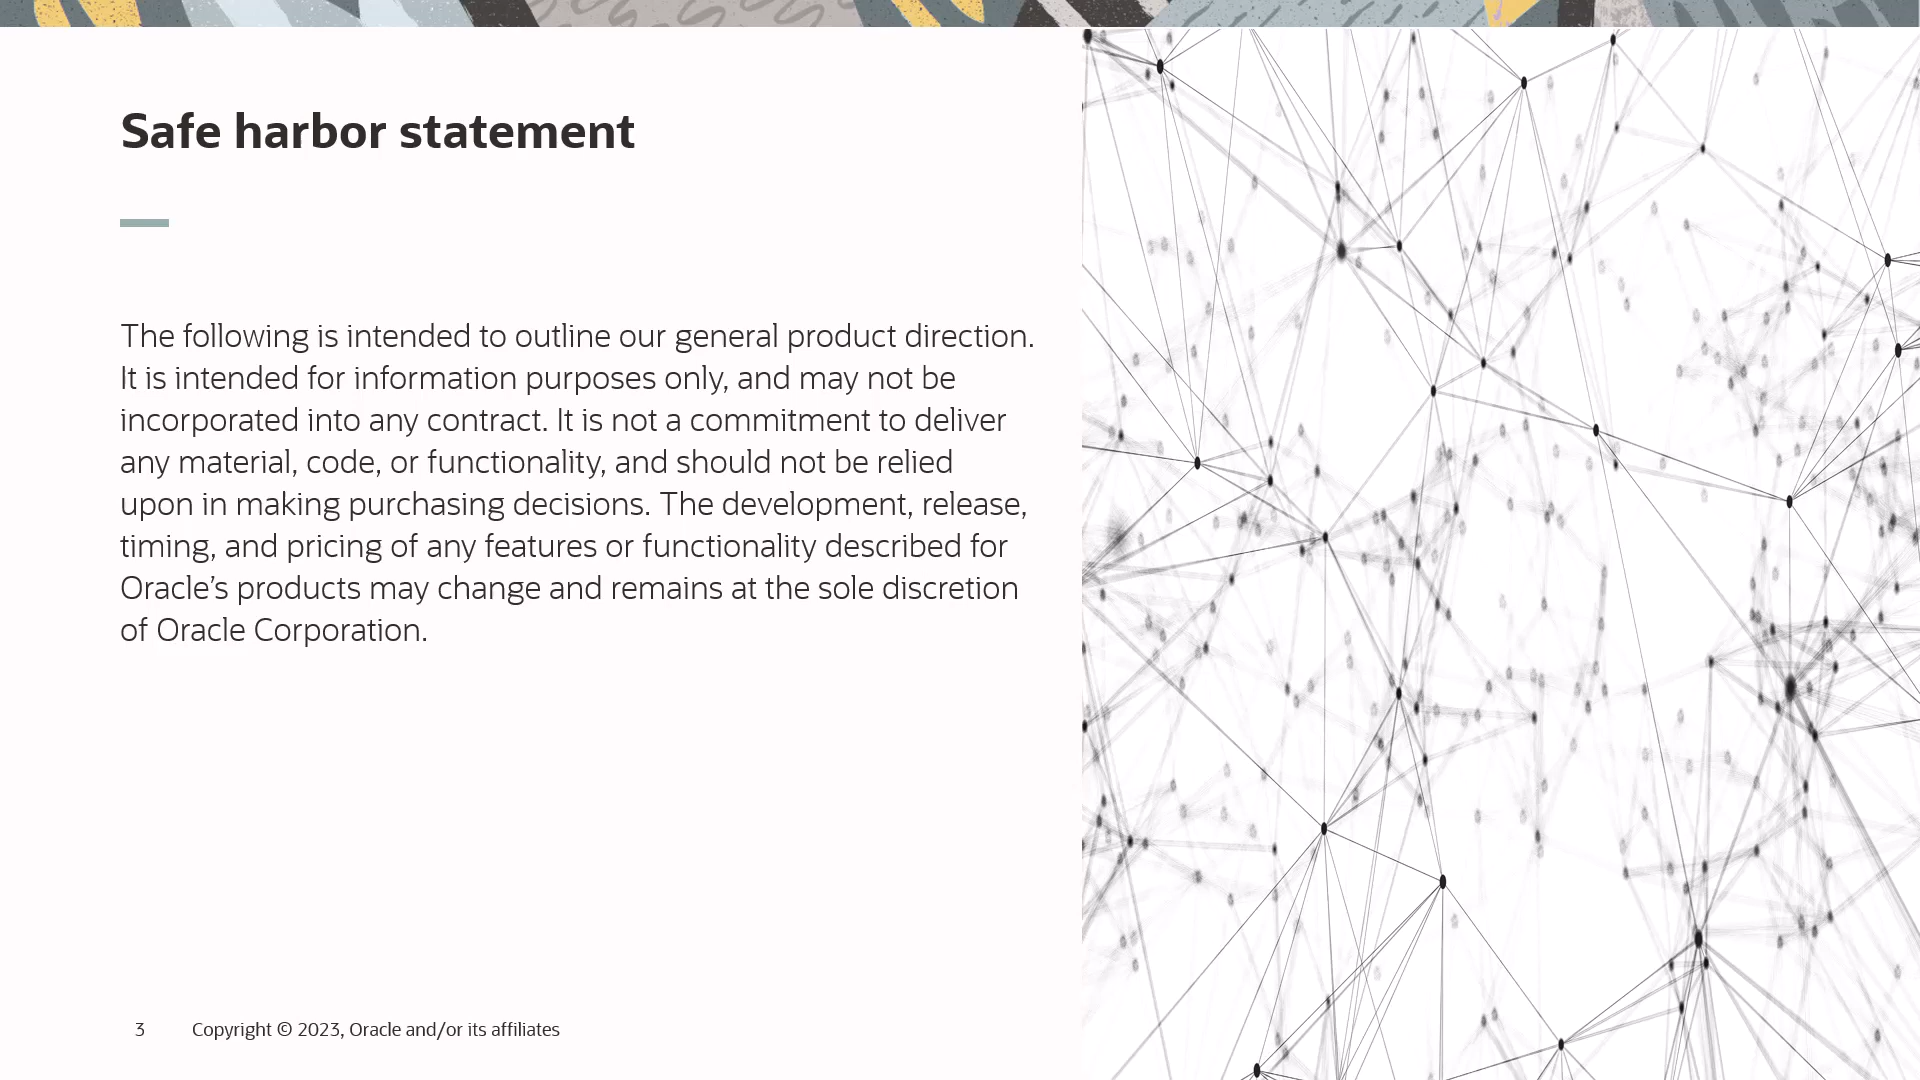 Safe harbor statement
The following is intended to outline our general product direction.
It is intended for information purposes only, and may not be
incorporated into any contract. It is not a commitment to deliver
any material, code, or functionality, and should not be relied
upon in making purchasing decisions. The development, release,
timing, and pricing of any features or functionality described for
Oracle’s products may change and remains at the sole discretion
of Oracle Corporation.
3 Copyright © 2023, Oracle and/or its affiliates